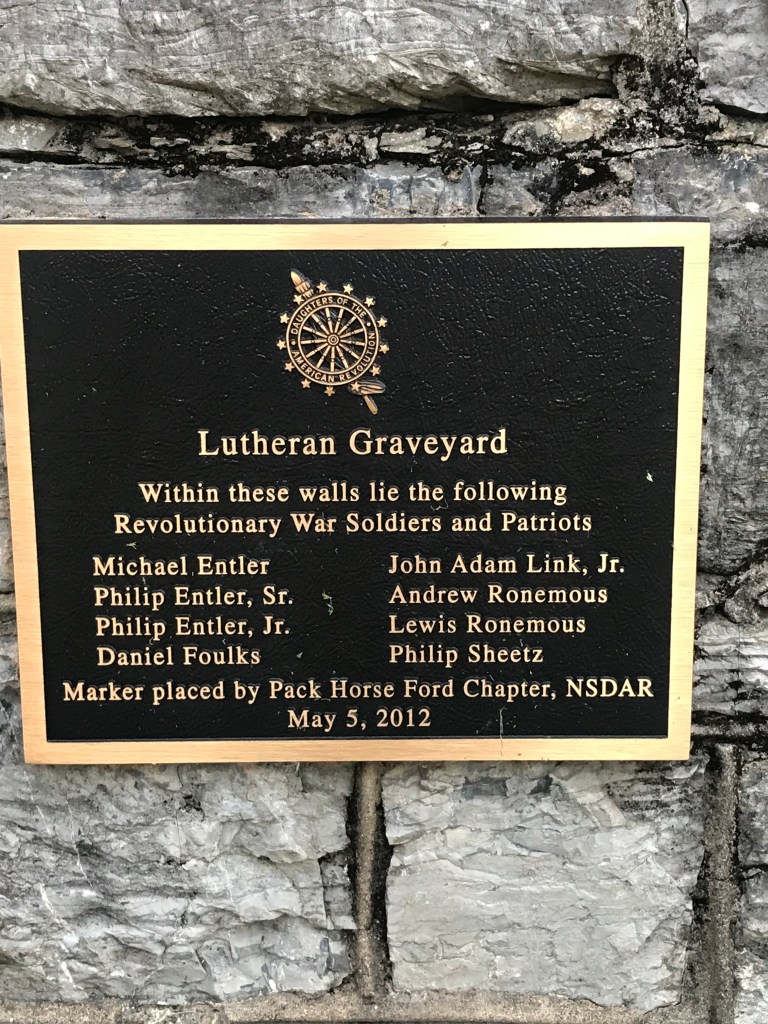 DAUGHTERS OF THE
AMERICAN REVOLUTION
Lutheran Graveyard
Within these walls lie the following
Revolutionary War Soldiers and Patriots
Michael Entler
Philip Entler, Sr.
Philip Entler, Jr.
Daniel Foulks
John Adam Link, Jr.
Andrew Ronemous
Lewis Ronemous
Philip Sheetz
Marker placed by Pack Horse Ford Chapter, NSDAR
May 5, 2012